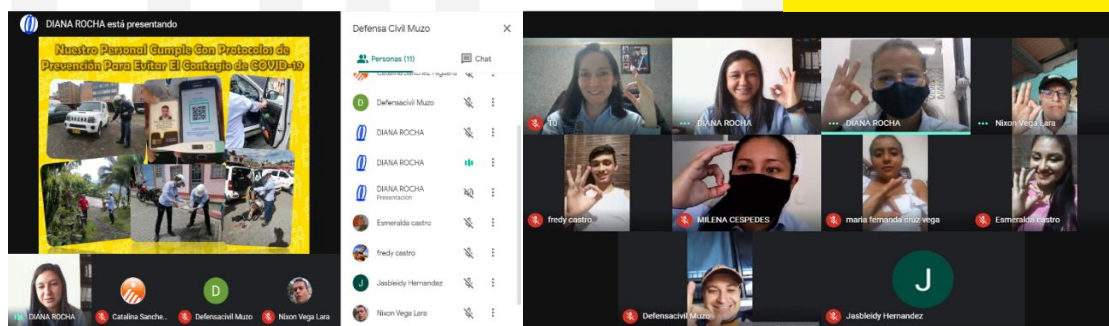 DIANA ROCHA está presentando
Nuestro Personal Cumple Con Protocolos de
Prevención Para Evitar El Contagio de COVID-19
DIANA ROCHA
Catalina Sanche...
Defensacivil Muzo
Nixon Vega Lara
D
Defensa Civil Muzo
Personas (11)
Chat
D
Defensacivil Muzo
DIANA ROCHA
DIANA ROCHA
DIANA ROCHA
Presentación
Esmeralda castro
fredy castro
J
Jasbleidy Hernandez
Nixon Vega Lara
Tú
DIANA ROCHA
DIANA ROCHA
Nixon Vega Lara
fredy castro
MILENA CESPEDES
maria fernanda cruz vega
Esmeralda castro
Defensacivil Muzo
J
Jasbleidy Hernandez